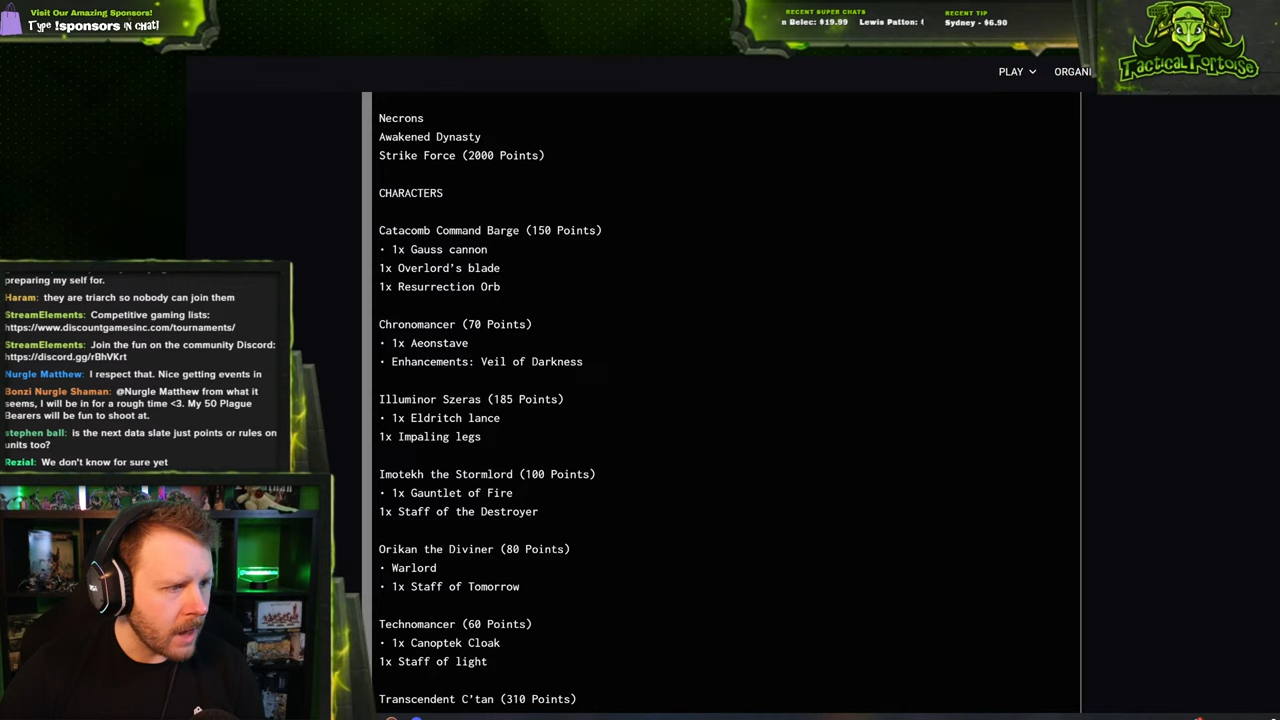 Visit Our Amazing Sponsors!
Type !sponsors in chat!
RECENT SUPER CHATS
n Belec: $19.99 Lewis Patton: $
RECENT TIP
Sydney - $6.90
TacticalTortoise
PLAY
ORGANI
Necrons
Awakened Dynasty
Strike Force (2000 Points)
CHARACTERS
Catacomb Command Barge (150 Points)
• 1x Gauss cannon
1x Overlord's blade
1x Resurrection Orb
Chronomancer (70 Points)
• 1x Aeonstave
• Enhancements: Veil of Darkness
Illuminor Szeras (185 Points)
• 1x Eldritch lance
1x Impaling legs
Imotekh the Stormlord (100 Points)
• 1x Gauntlet of Fire
1x Staff of the Destroyer
Orikan the Diviner (80 Points)
• Warlord
• 1x Staff of Tomorrow
Technomancer (60 Points)
• 1x Canoptek Cloak
1x Staff of light
Transcendent C'tan (310 Points)
preparing my self for.
Haram: they are triarch so nobody can join them
StreamElements: Competitive gaming lists:
https://www.discountgamesinc.com/tournaments/
StreamElements: Join the fun on the community Discord:
https://discord.gg/rBhVKrt
Nurgle Matthew: I respect that. Nice getting events in
Bonzi Nurgle Shaman: @Nurgle Matthew from what it
seems, I will be in for a rough time <3. My 50 Plague
Bearers will be fun to shoot at.
stephen ball: is the next data slate just points or rules on
units too?
Rezial: We don't know for sure yet